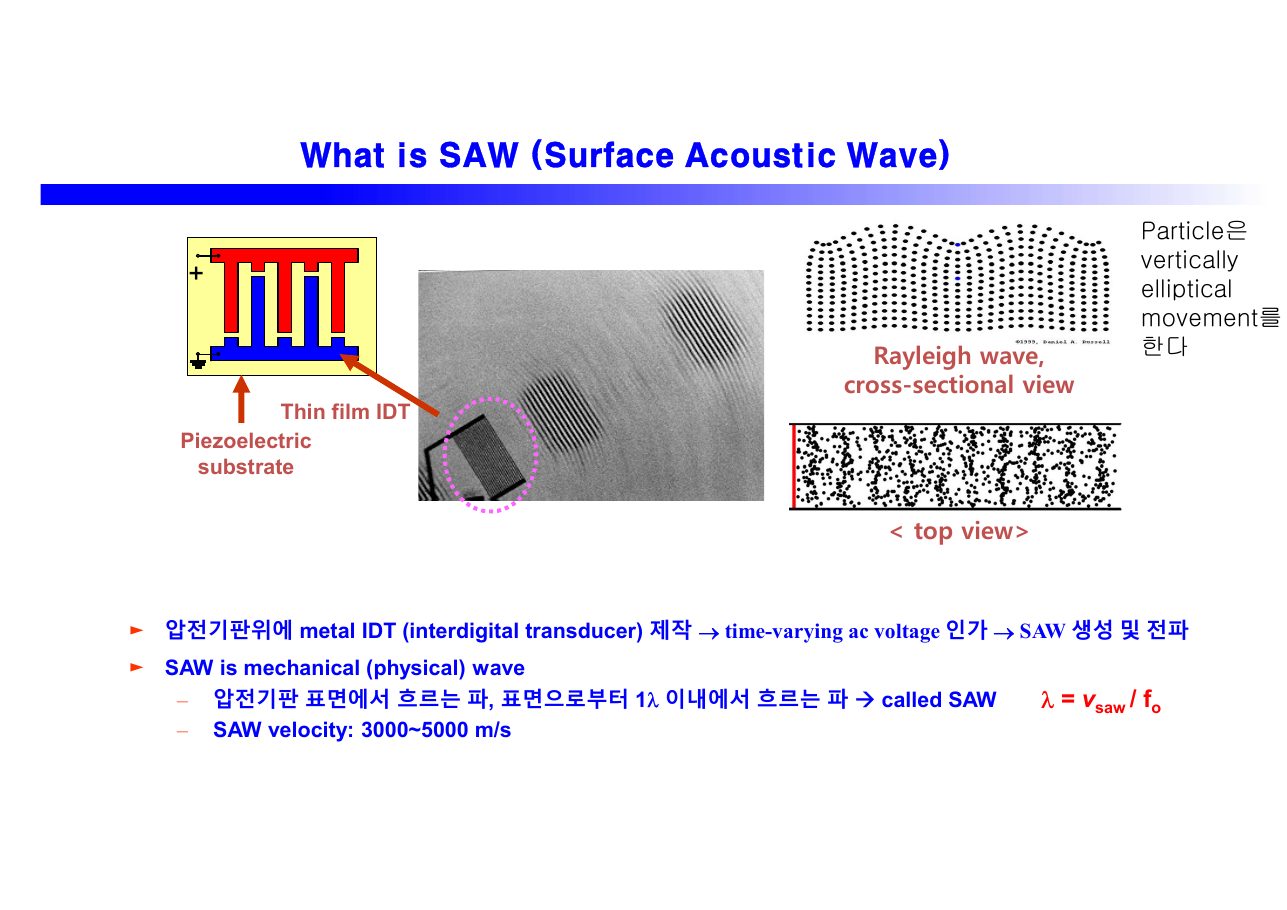 What is SAW (Surface Acoustic Wave)
+
Thin film IDT
Piezoelectric
substrate
©1999, Daniel A. Russell
Rayleigh wave,
cross-sectional view
Particle은
vertically
elliptical
movement를
한다
< top view>
► 압전기판위에 metal IDT (interdigital transducer) 제작 → time-varying ac voltage 인가 → SAW 생성 및 전파
► SAW is mechanical (physical) wave
– 압전기판 표면에서 흐르는 파, 표면으로부터 1λ 이내에서 흐르는 파 → called SAW λ = vsaw / fo
– SAW velocity: 3000~5000 m/s